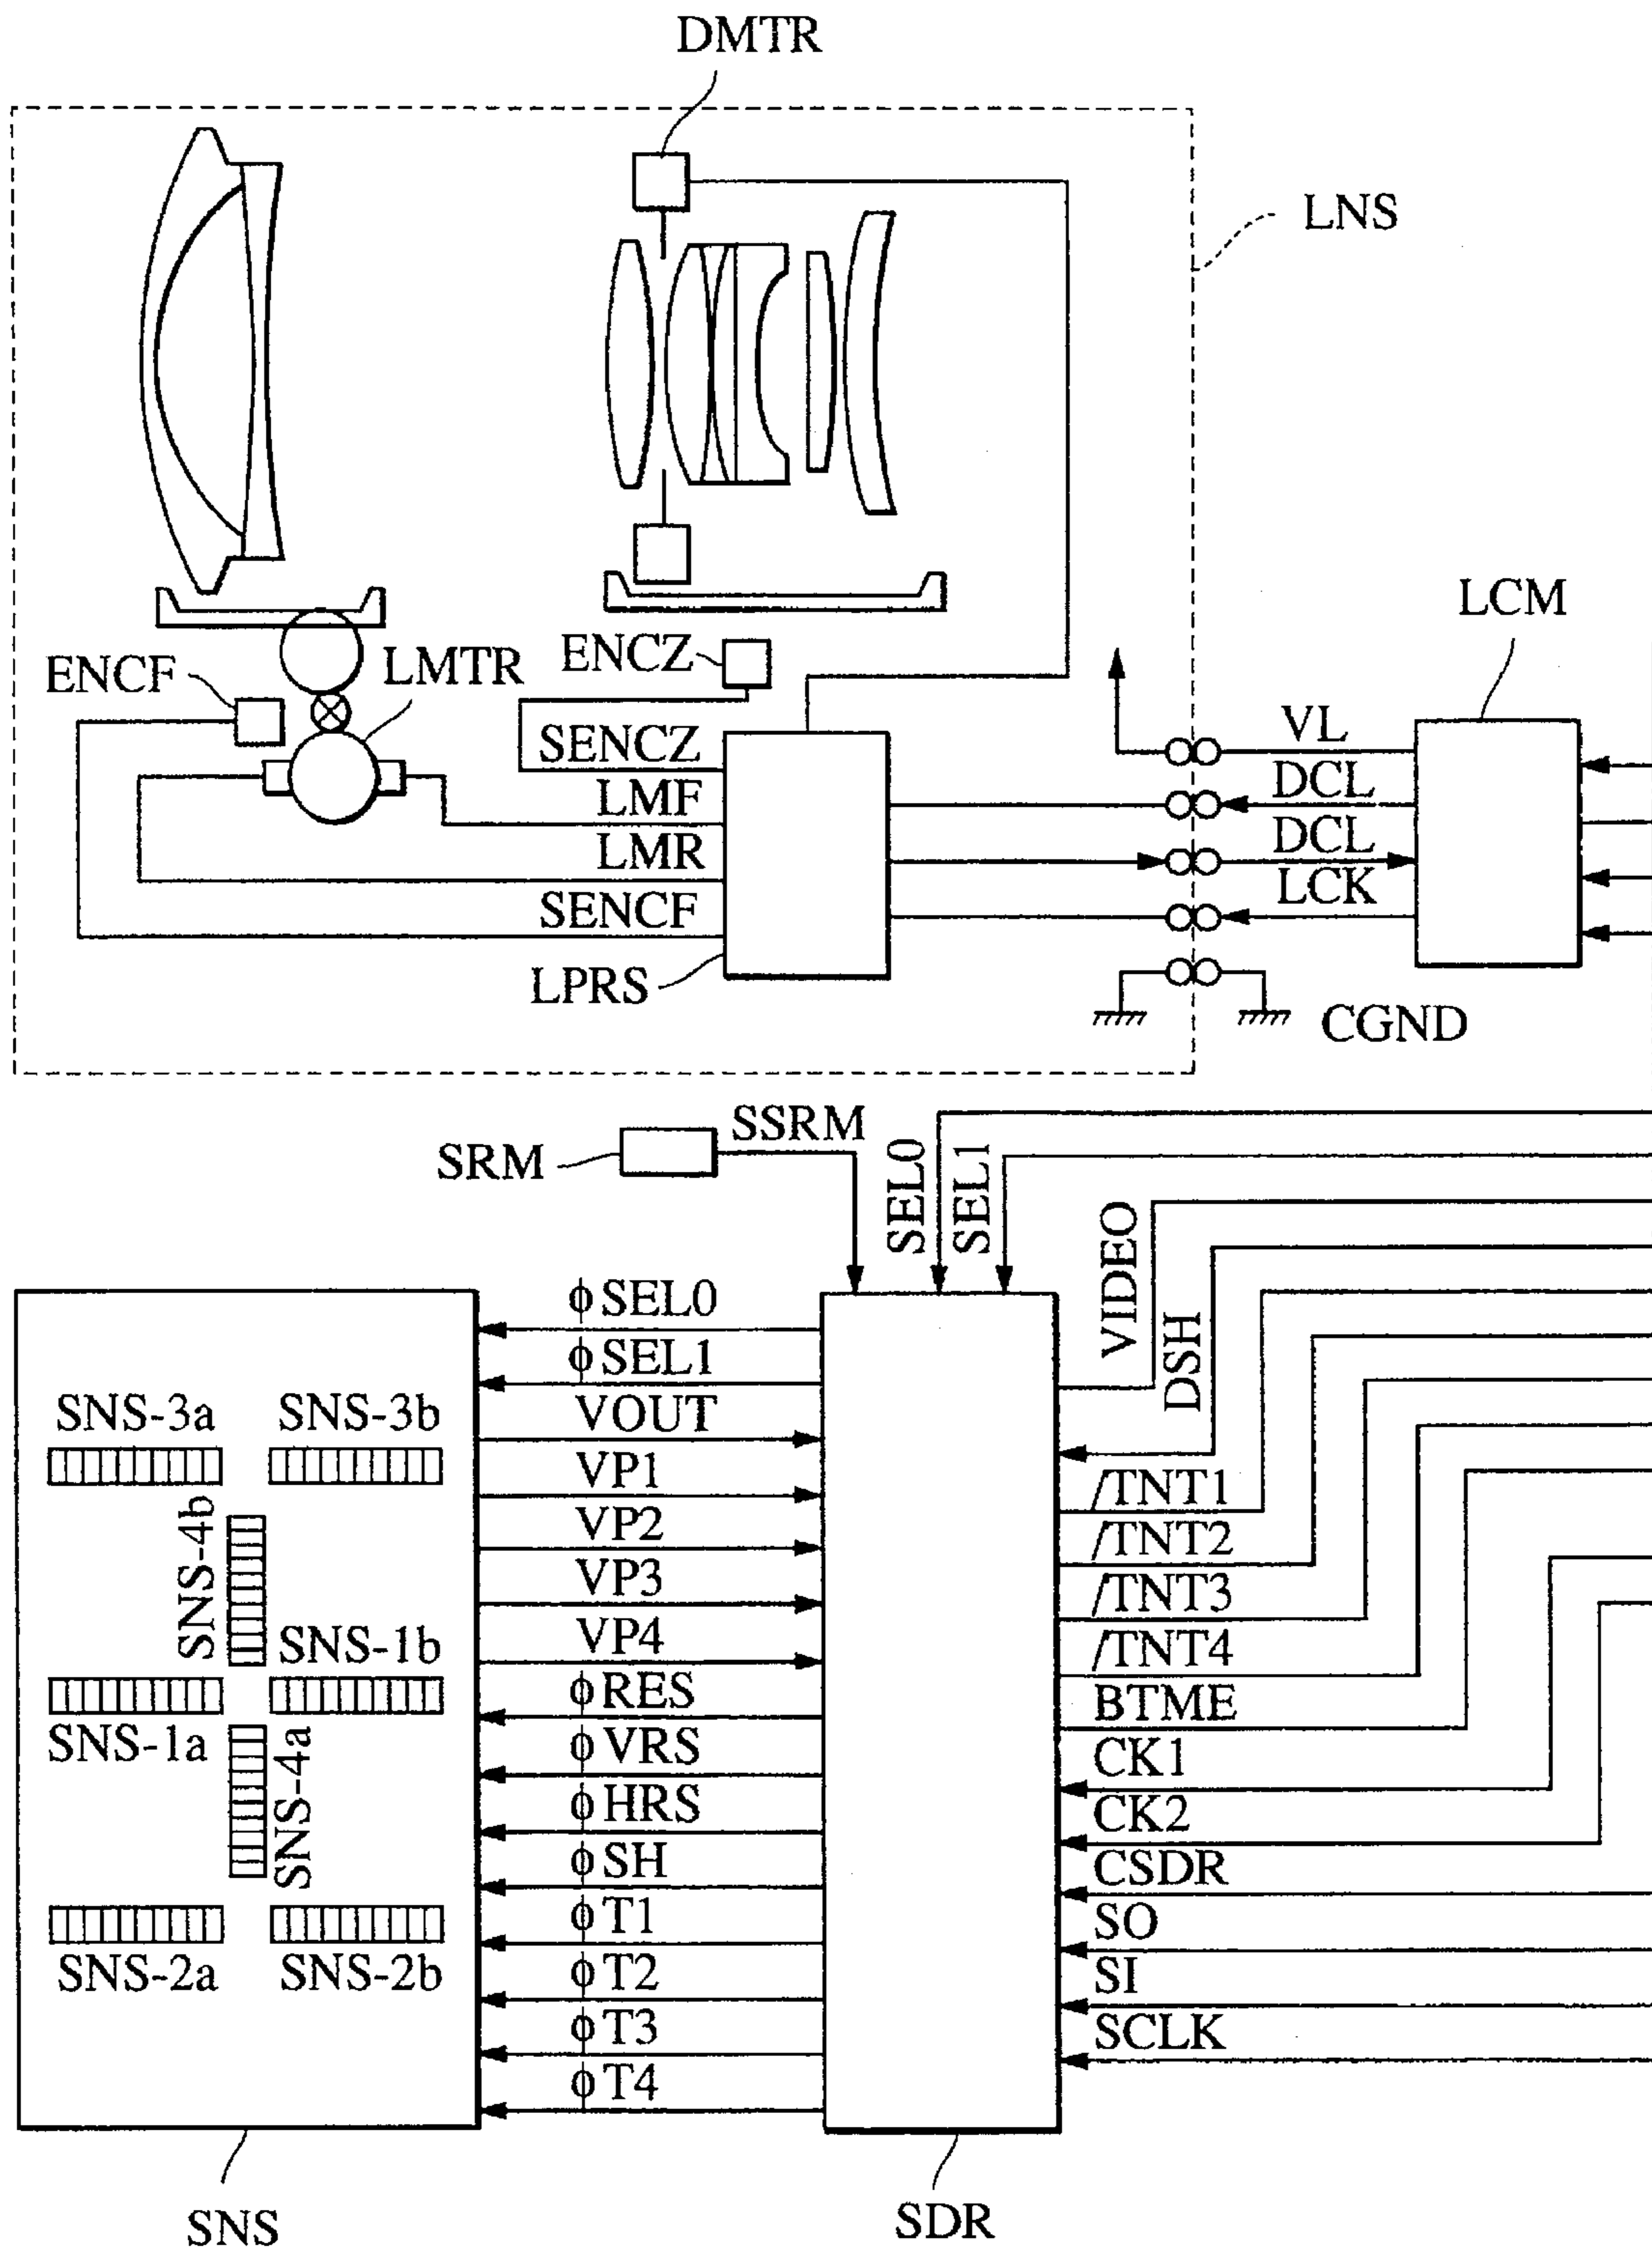 DMTR
LNS
LCM
ENCF
LMTR
ENCZ
SENCZ
LMF
LMR
SENCF
LPRS
VL
DCL
DCL
LCK
CGND
SRM
SSRM
SEL0
SEL1
VIDEO
DSH
ϕSEL0
ϕSEL1
VOUT
VP1
VP2
VP3
VP4
ϕRES
ϕVRS
ϕHRS
ϕSH
ϕT1
ϕT2
ϕT3
ϕT4
SNS-3a
SNS-3b
SNS-4b
SNS-1b
SNS-1a
SNS-4a
SNS-2a
SNS-2b
/TNT1
/TNT2
/TNT3
/TNT4
BTME
CK1
CK2
CSDR
SO
SI
SCLK
SNS
SDR